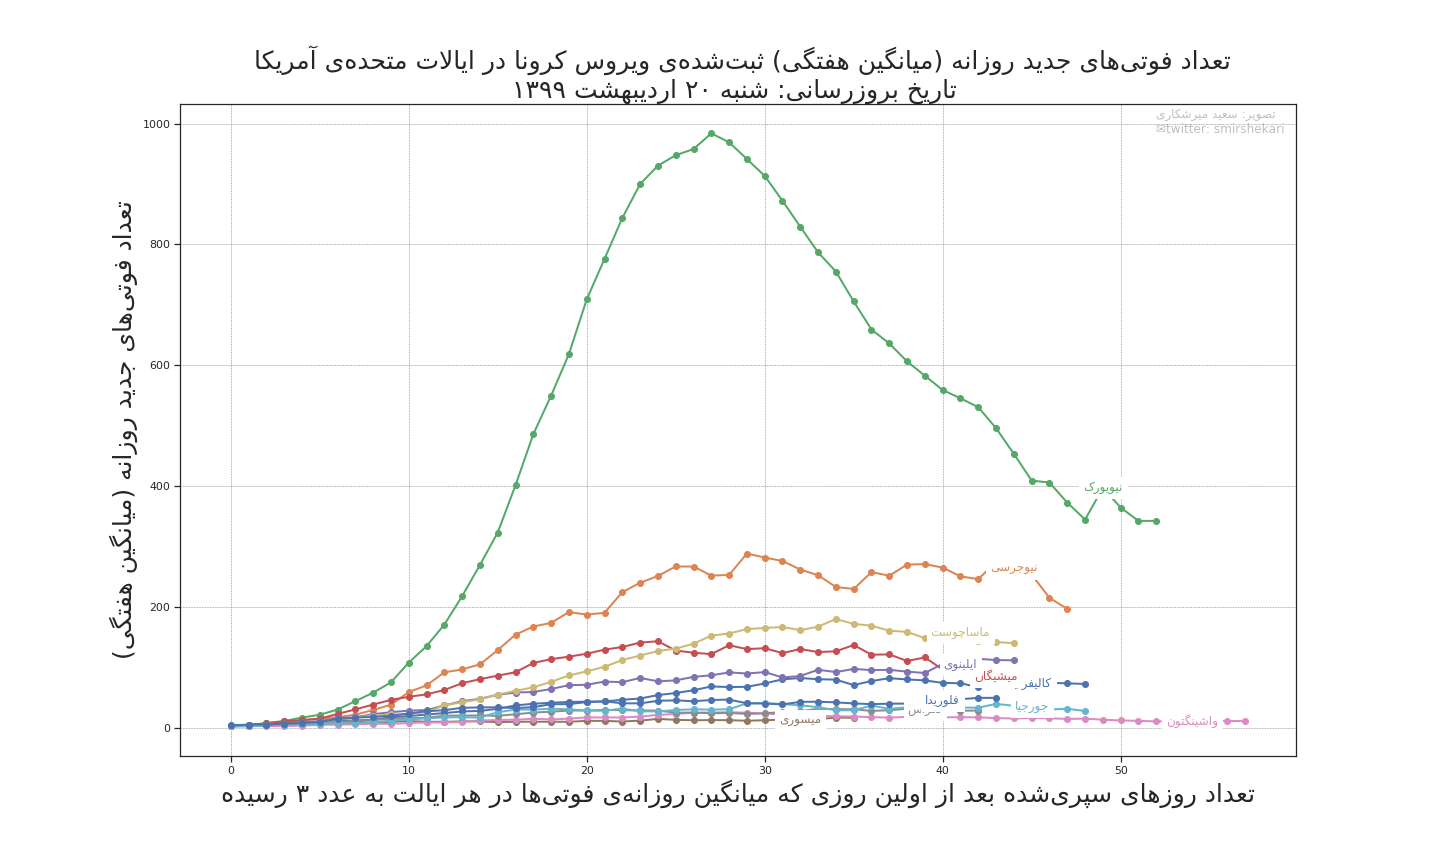 تعداد فوتی‌های جدید روزانه (میانگین هفتگی) ثبت‌شده‌ی ویروس کرونا در ایالات متحده‌ی آمریکا
تاریخ بروزرسانی: شنبه ۲۰ اردیبهشت ۱۳۹۹
تصویر: سعید میرشکاری
✉twitter: smirshekari
تعداد فوتی‌های جدید روزانه (میانگین هفتگی)
1000
800
600
400
200
0
نیویورک
نیوجرسی
ماساچوست
ایلینوی
میشیگان
کالیفر
فلوریدا
جورجیا
میسوری
واشینگتون
0 10 20 30 40 50
تعداد روزهای سپری‌شده بعد از اولین روزی که میانگین روزانه‌ی فوتی‌ها در هر ایالت به عدد ۳ رسیده